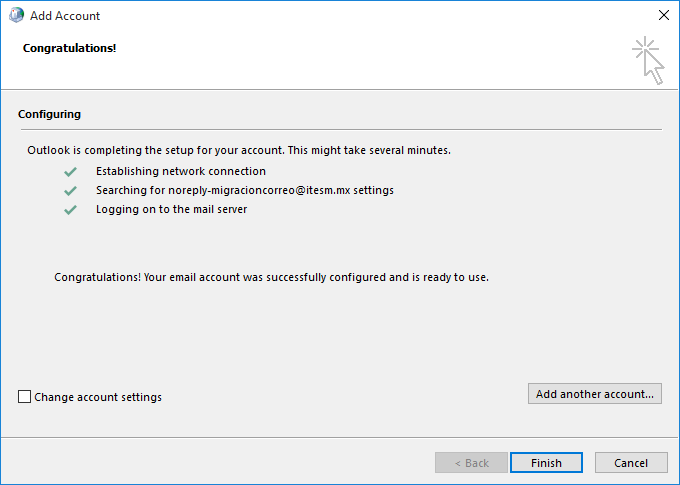 Add Account
Congratulations!
Configuring
Outlook is completing the setup for your account. This might take several minutes.
Establishing network connection
Searching for noreply-migracioncorreo@itesm.mx settings
Logging on to the mail server
Congratulations! Your email account was successfully configured and is ready to use.
Change account settings
Add another account...
< Back
Finish
Cancel